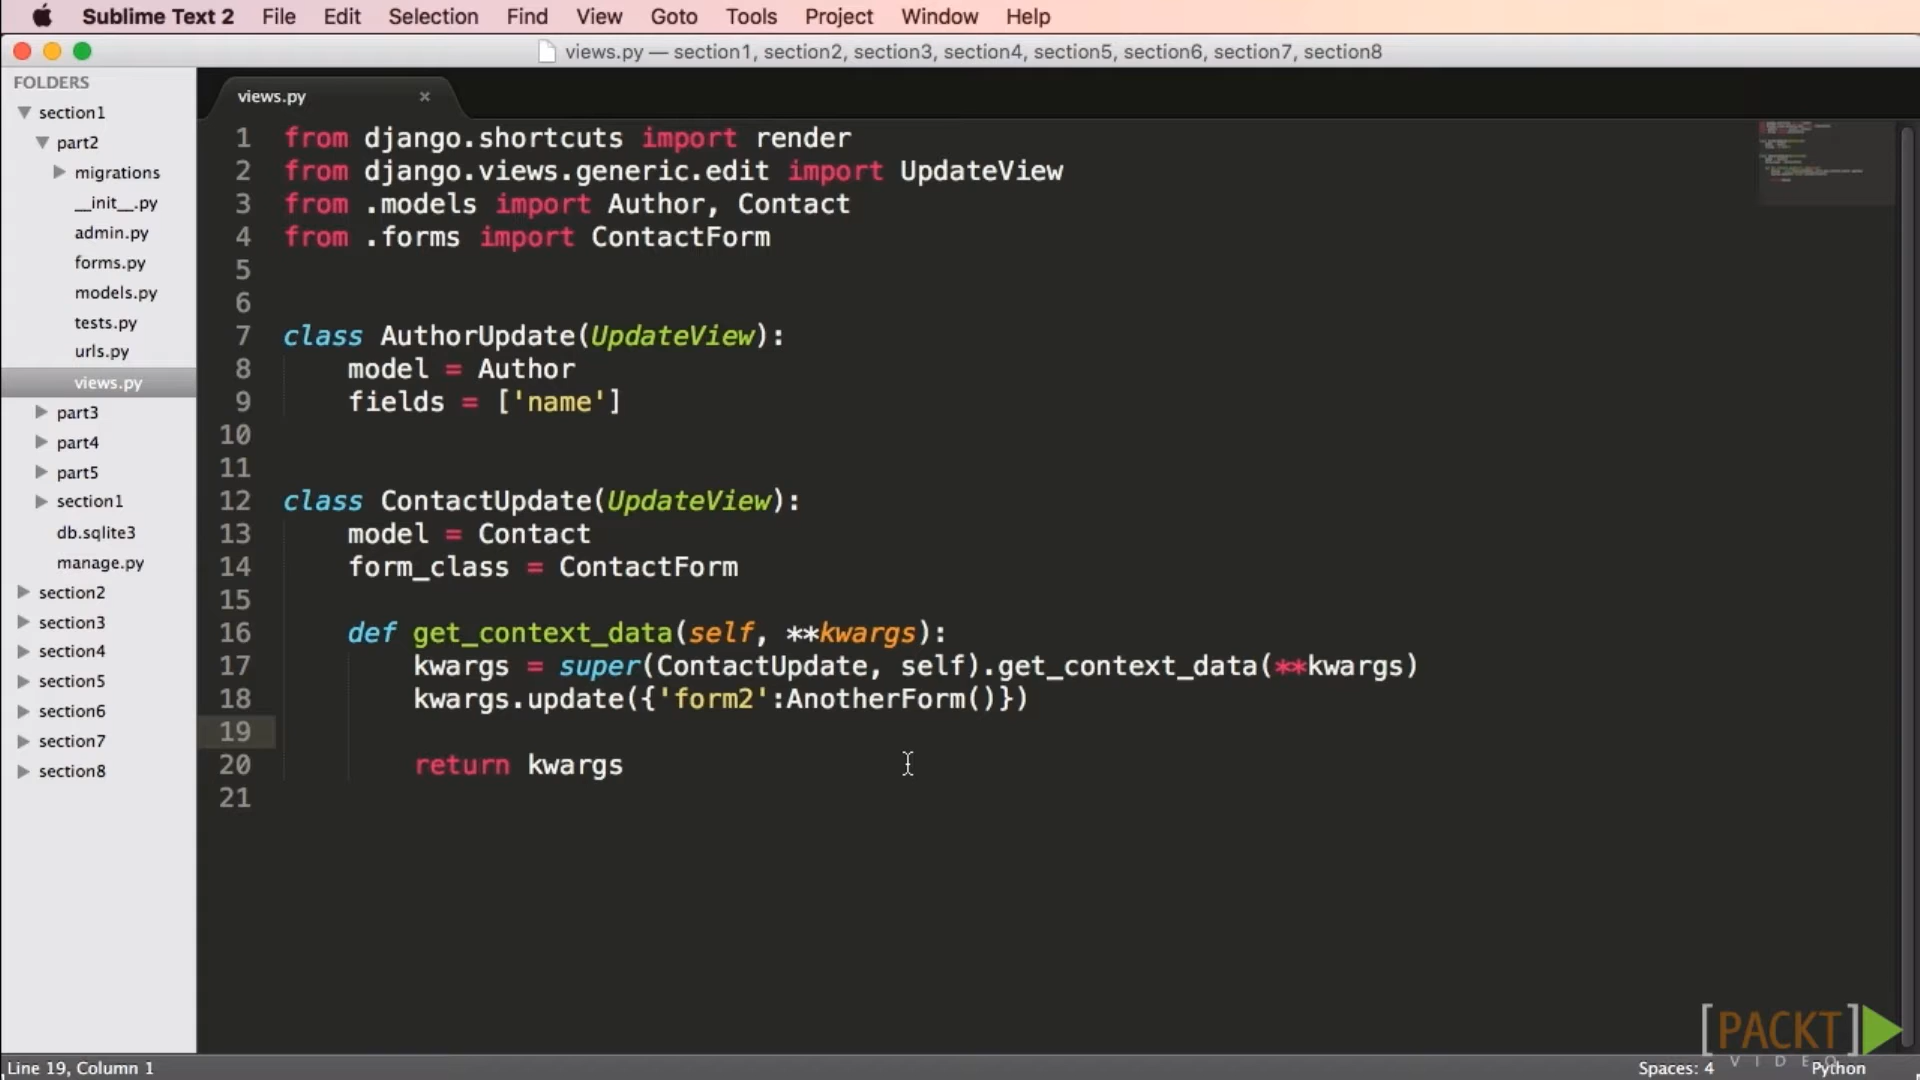 Sublime Text 2 File Edit Selection Find View Goto Tools Project Window Help
views.py — section1, section2, section3, section4, section5, section6, section7, section8
FOLDERS
section1
part2
migrations
__init__.py
admin.py
forms.py
models.py
tests.py
urls.py
views.py
part3
part4
part5
section1
db.sqlite3
manage.py
section2
section3
section4
section5
section6
section7
section8
views.py ×
1 from django.shortcuts import render
2 from django.views.generic.edit import UpdateView
3 from .models import Author, Contact
4 from .forms import ContactForm
5
6
7 class AuthorUpdate(UpdateView):
8     model = Author
9     fields = ['name']
10
11
12 class ContactUpdate(UpdateView):
13     model = Contact
14     form_class = ContactForm
15
16     def get_context_data(self, **kwargs):
17         kwargs = super(ContactUpdate, self).get_context_data(**kwargs)
18         kwargs.update({'form2':AnotherForm()})
19
20         return kwargs
21
[PACKT]
VIDEO
Line 19, Column 1
Spaces: 4 Python